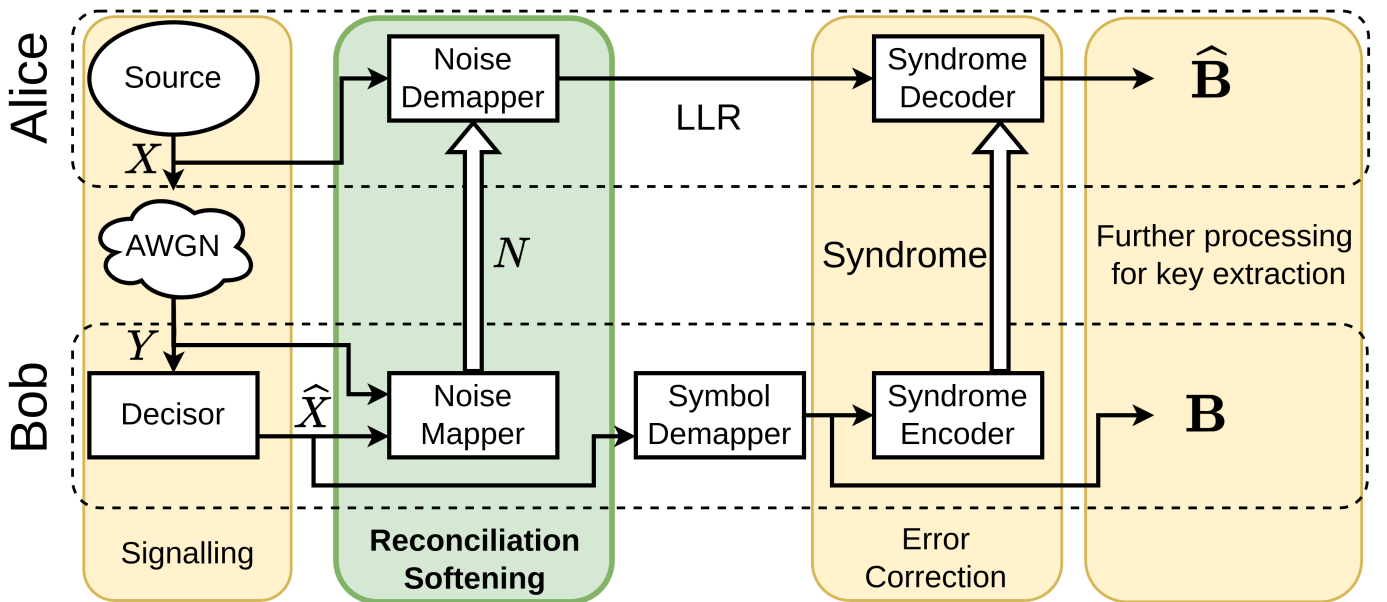 Alice
Source
Noise
Demapper
LLR
Syndrome
Decoder
B̂
X
AWGN
N
Syndrome
Further processing
for key extraction
Bob
Y
Decisor
X̂
Noise
Mapper
Symbol
Demapper
Syndrome
Encoder
B
Signalling
Reconciliation
Softening
Error
Correction